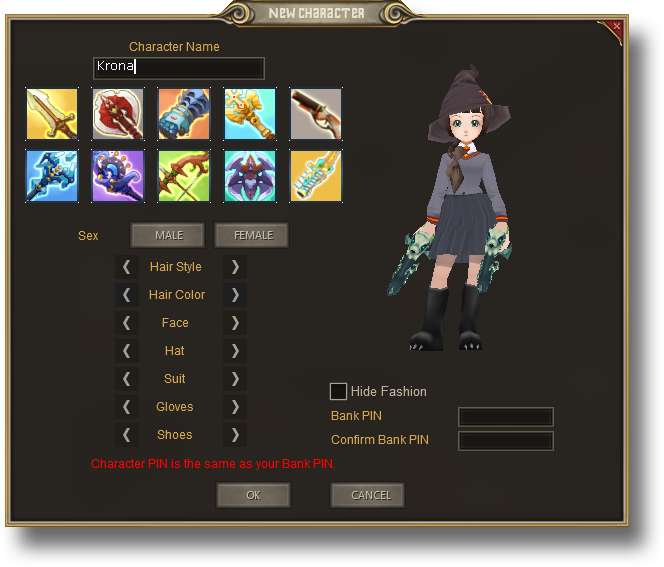 NEW CHARACTER
Character Name
Krona
Sex
MALE
FEMALE
Hair Style
Hair Color
Face
Hat
Suit
Gloves
Shoes
Hide Fashion
Bank PIN
Confirm Bank PIN
Character PIN is the same as your Bank PIN.
OK
CANCEL